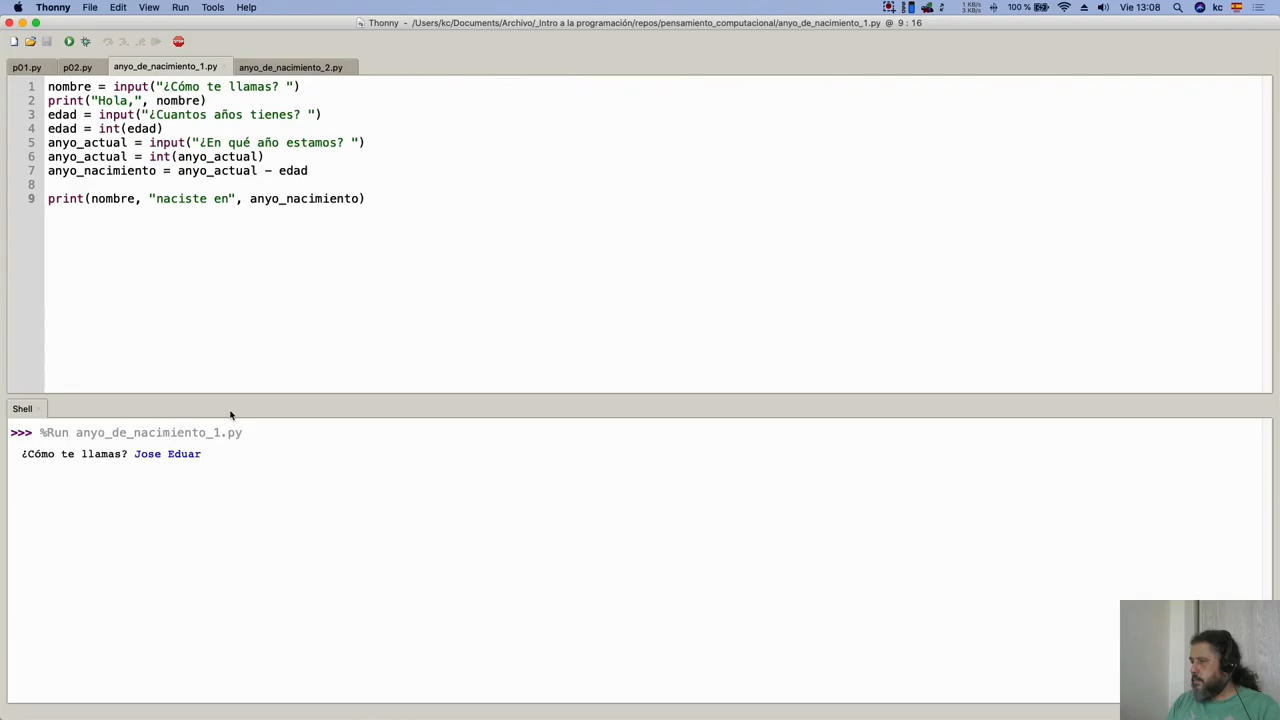 Thonny File Edit View Run Tools Help 1 KB/s 3 KB/s 100 % Vie 13:08 kc
Thonny - /Users/kc/Documents/Archivo/_Intro a la programación/repos/pensamiento_computacional/anyo_de_nacimiento_1.py @ 9 : 16
p01.py p02.py anyo_de_nacimiento_1.py anyo_de_nacimiento_2.py
1 nombre = input("¿Cómo te llamas? ")
2 print("Hola,", nombre)
3 edad = input("¿Cuantos años tienes? ")
4 edad = int(edad)
5 anyo_actual = input("¿En qué año estamos? ")
6 anyo_actual = int(anyo_actual)
7 anyo_nacimiento = anyo_actual - edad
8
9 print(nombre, "naciste en", anyo_nacimiento)
Shell
>>> %Run anyo_de_nacimiento_1.py
¿Cómo te llamas? Jose Eduar